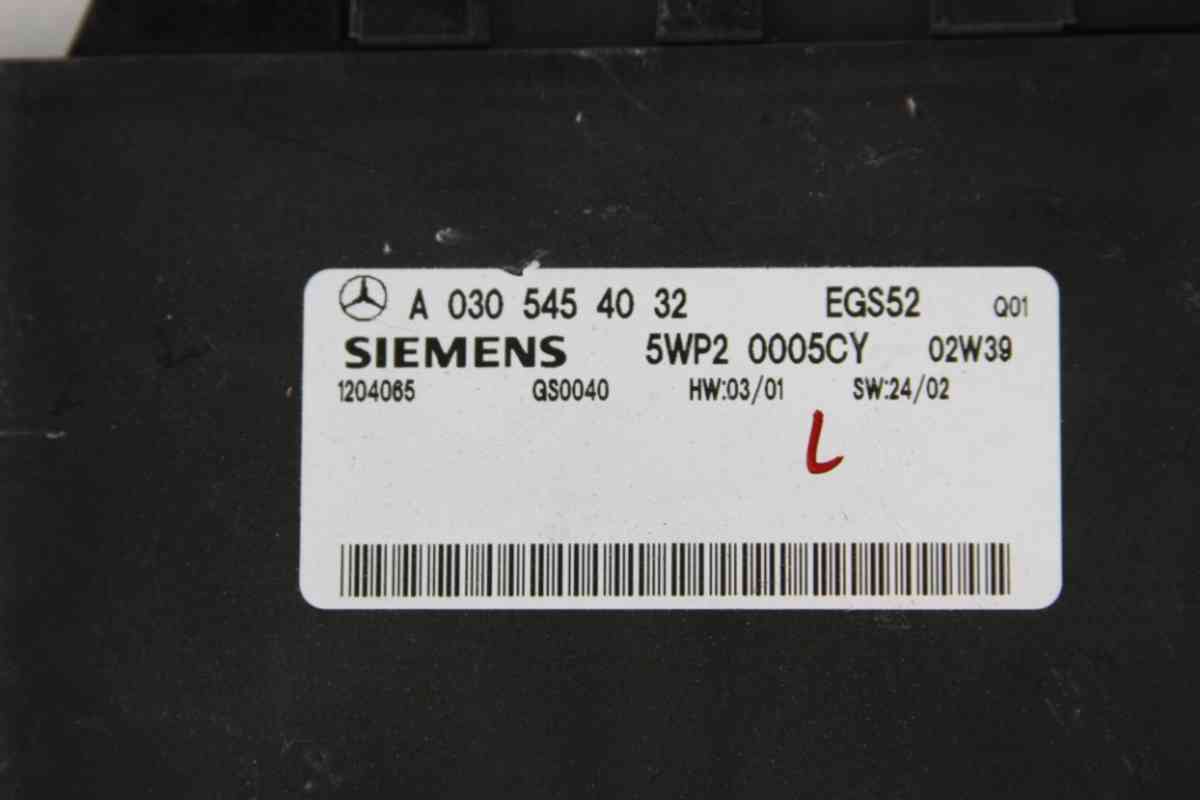 A 030 545 40 32 EGS52 Q01
SIEMENS 5WP2 0005CY 02W39
1204065 QS0040 HW:03/01 SW:24/02
L